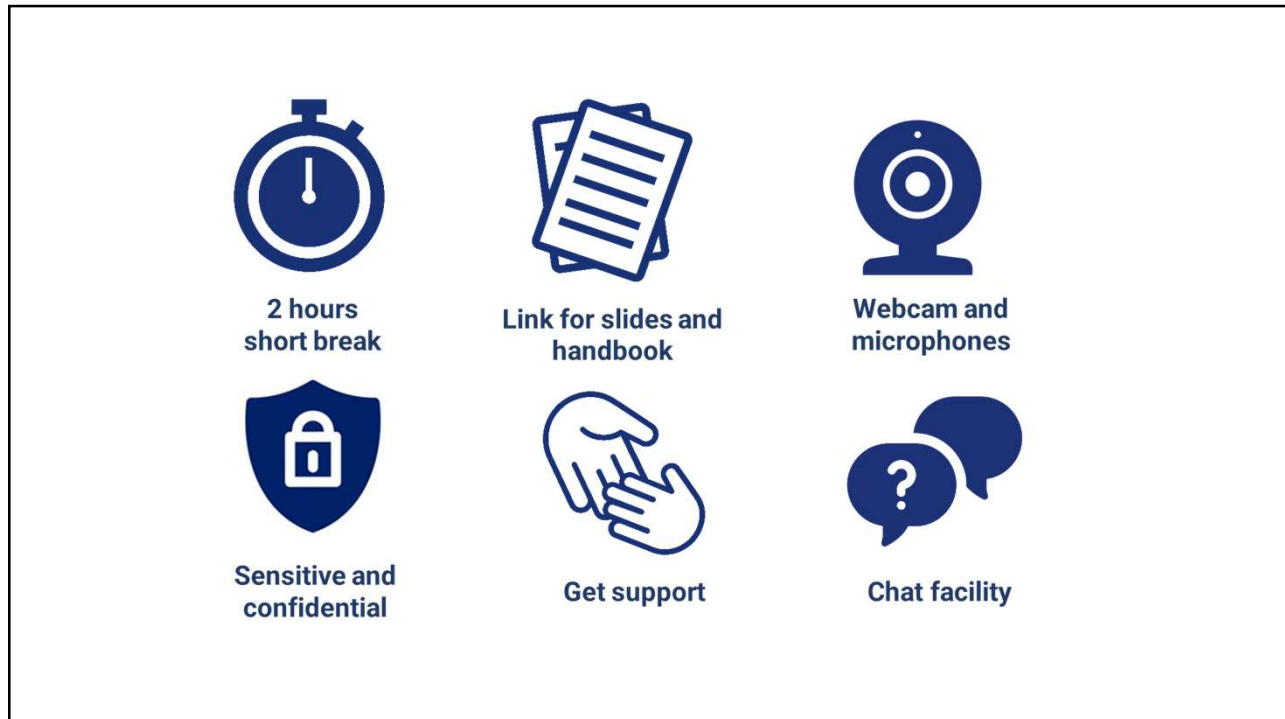 2 hours
short break
Link for slides and
handbook
Webcam and
microphones
Sensitive and
confidential
Get support
Chat facility
?